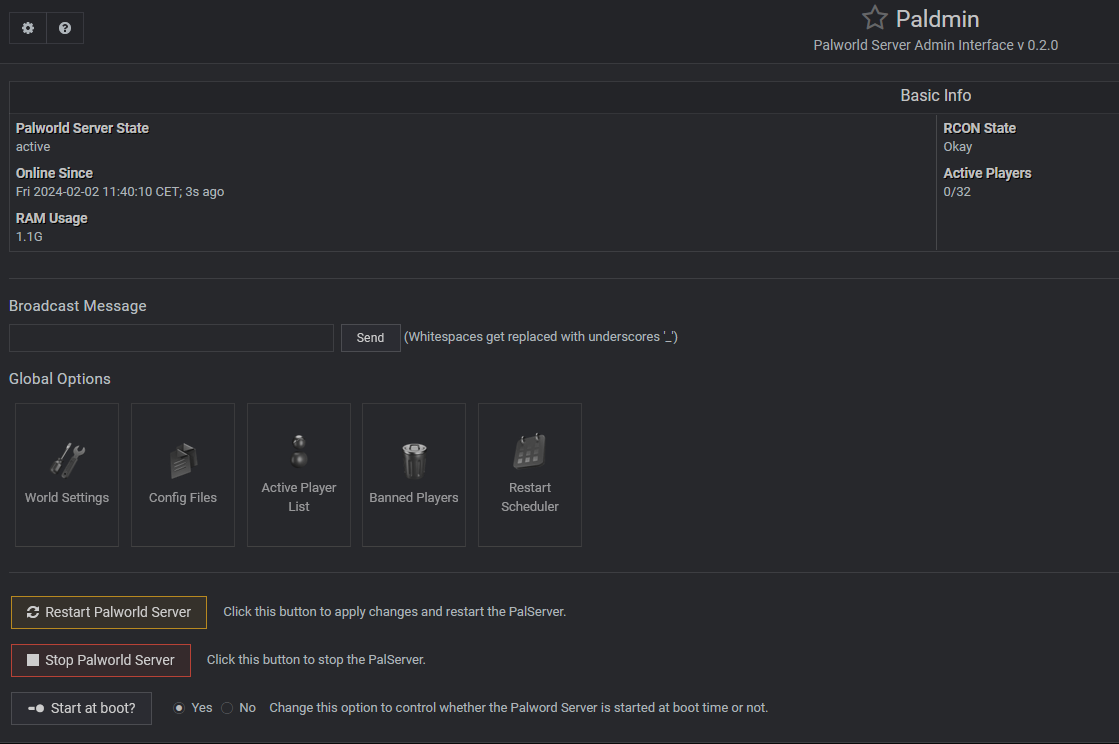 Paldmin
Palworld Server Admin Interface v 0.2.0
Basic Info
Palworld Server State
active
Online Since
Fri 2024-02-02 11:40:10 CET; 3s ago
RAM Usage
1.1G
RCON State
Okay
Active Players
0/32
Broadcast Message
Send (Whitespaces get replaced with underscores '_')
Global Options
World Settings
Config Files
Active Player
List
Banned Players
Restart
Scheduler
Restart Palworld Server Click this button to apply changes and restart the PalServer.
Stop Palworld Server Click this button to stop the PalServer.
Start at boot? Yes No Change this option to control whether the Palword Server is started at boot time or not.